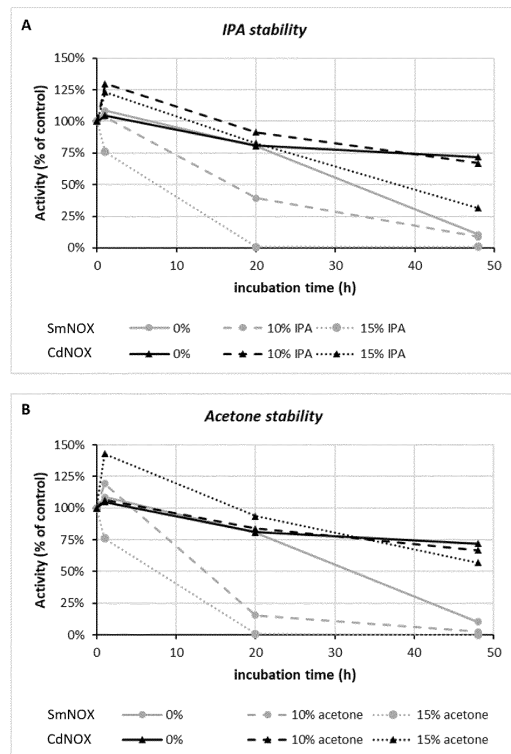 A
IPA stability
150%
125%
100%
75%
50%
25%
0%
Activity (% of control)
0 10 20 30 40 50
incubation time (h)
SmNOX 0% 10% IPA 15% IPA
CdNOX 0% 10% IPA 15% IPA
B
Acetone stability
150%
125%
100%
75%
50%
25%
0%
Activity (% of control)
0 10 20 30 40 50
incubation time (h)
SmNOX 0% 10% acetone 15% acetone
CdNOX 0% 10% acetone 15% acetone